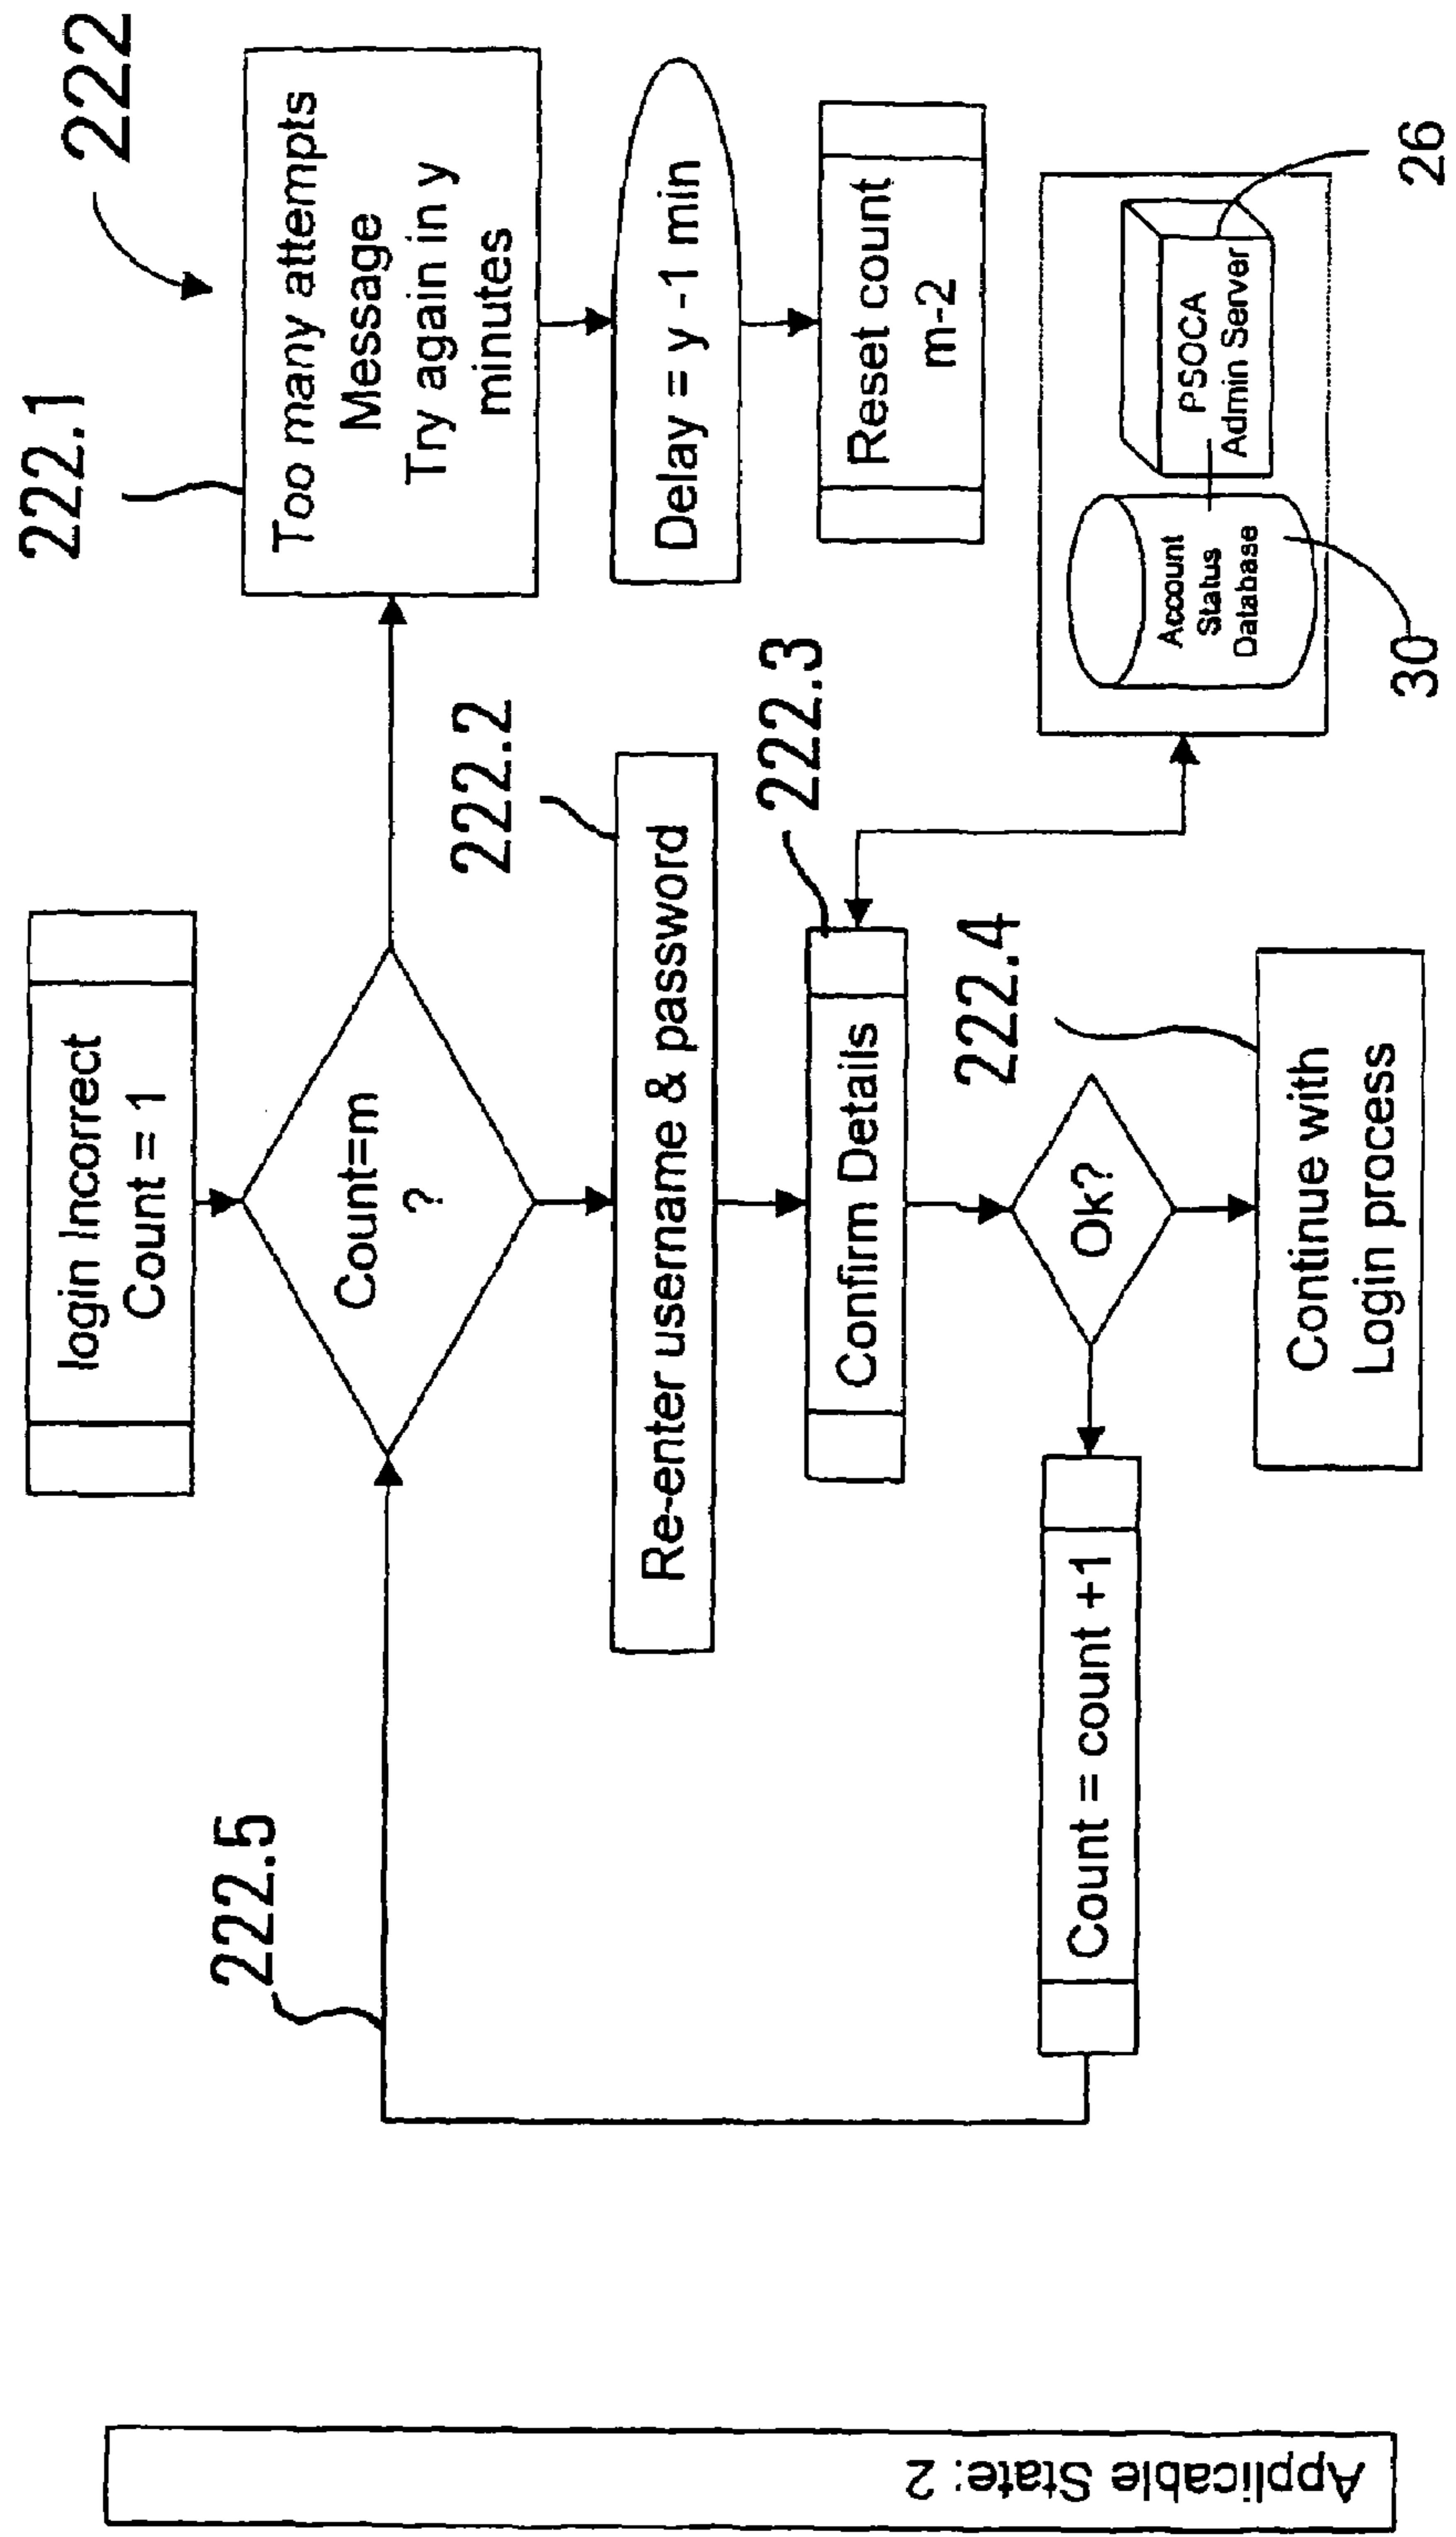 222
222.1
Too many attempts
Message
Try again in y
minutes
Delay = y -1 min
Reset count
m-2
login Incorrect
Count = 1
Count=m
?
222.2
Re-enter username & password
222.3
Confirm Details
222.4
Ok?
Continue with
Login process
222.5
Count = count +1
PSOCA
Admin Server
26
Account
Status
Database
30
Applicable State: 2